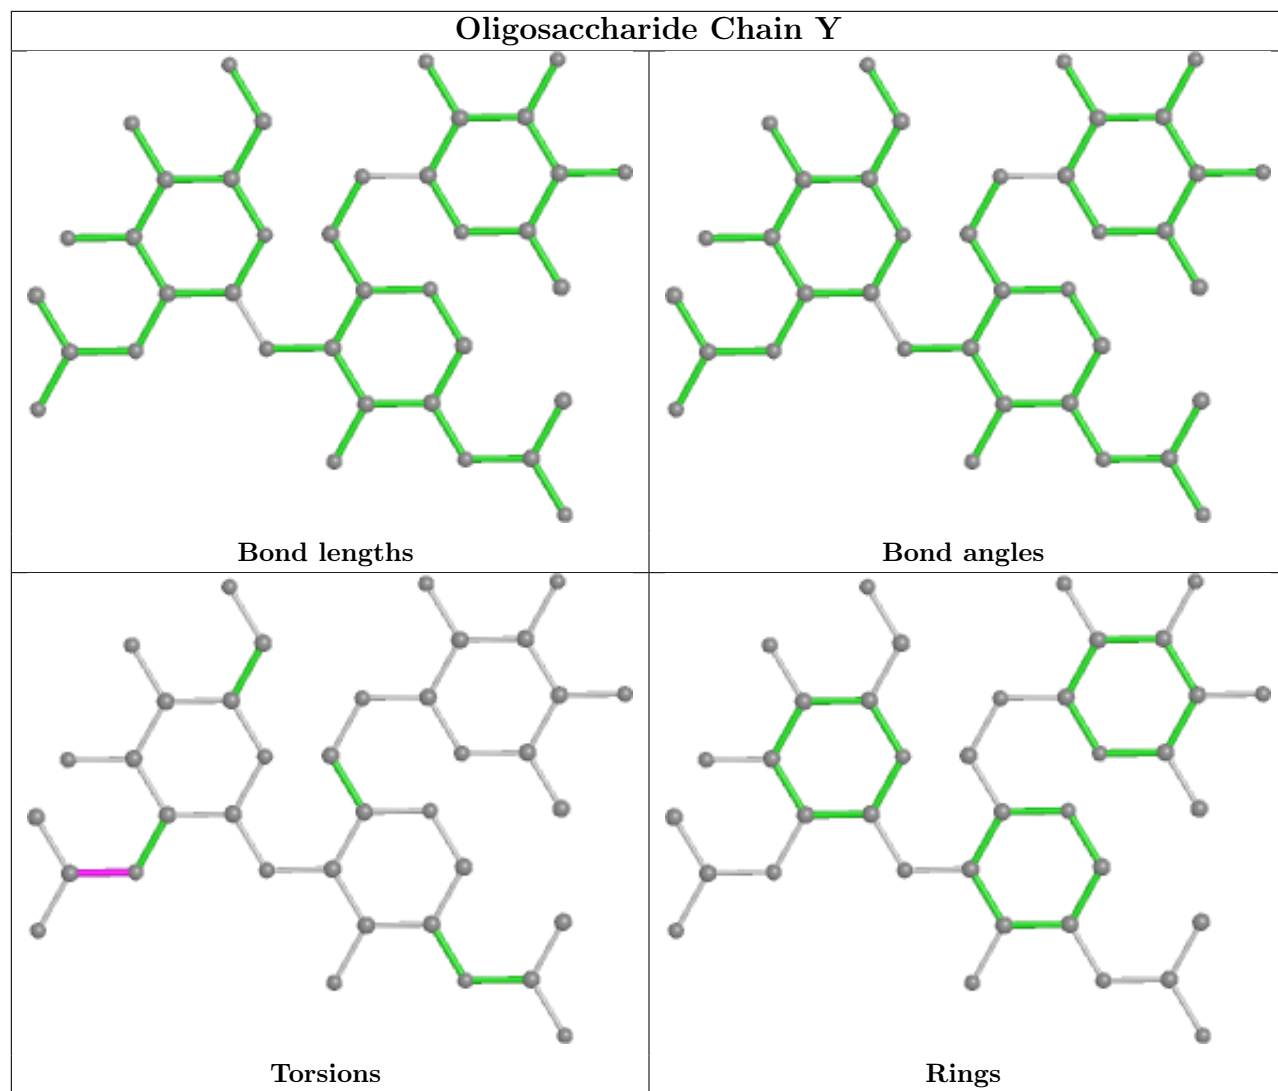 Oligosaccharide Chain Y
Bond lengths
Bond angles
Torsions
Rings